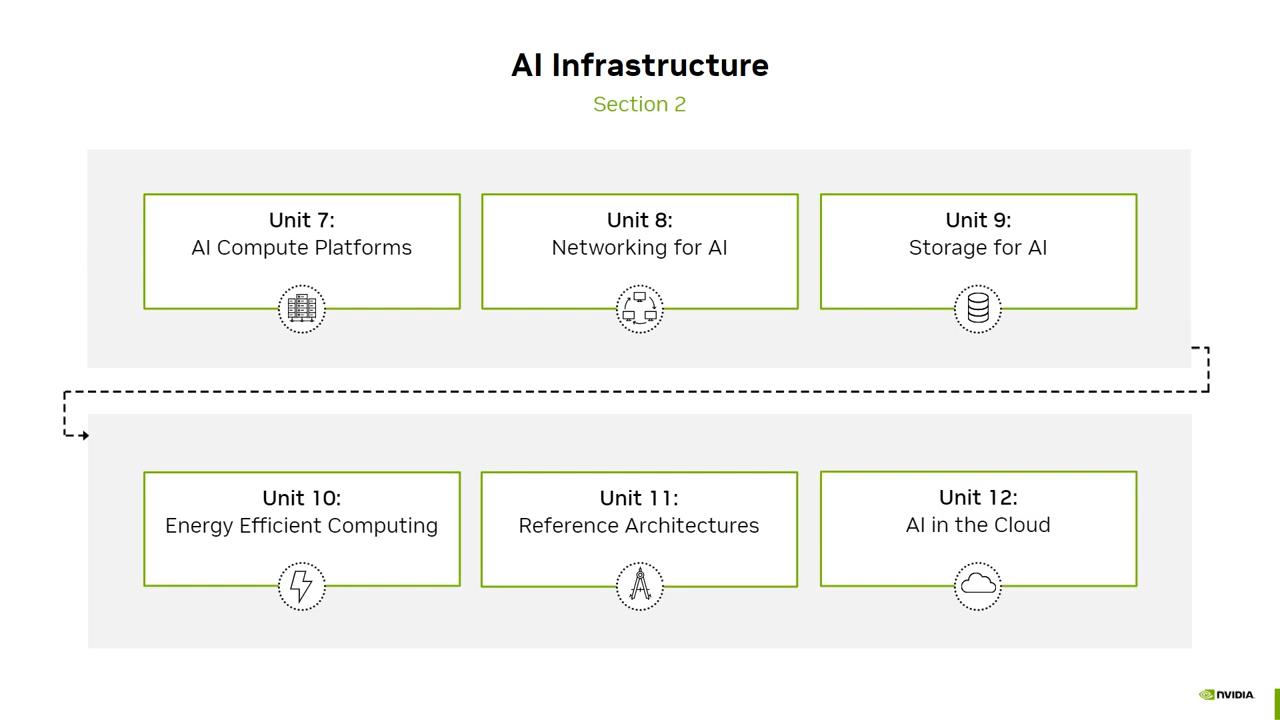 AI Infrastructure
Section 2
Unit 7:
AI Compute Platforms
Unit 8:
Networking for AI
Unit 9:
Storage for AI
Unit 10:
Energy Efficient Computing
Unit 11:
Reference Architectures
Unit 12:
AI in the Cloud
NVIDIA